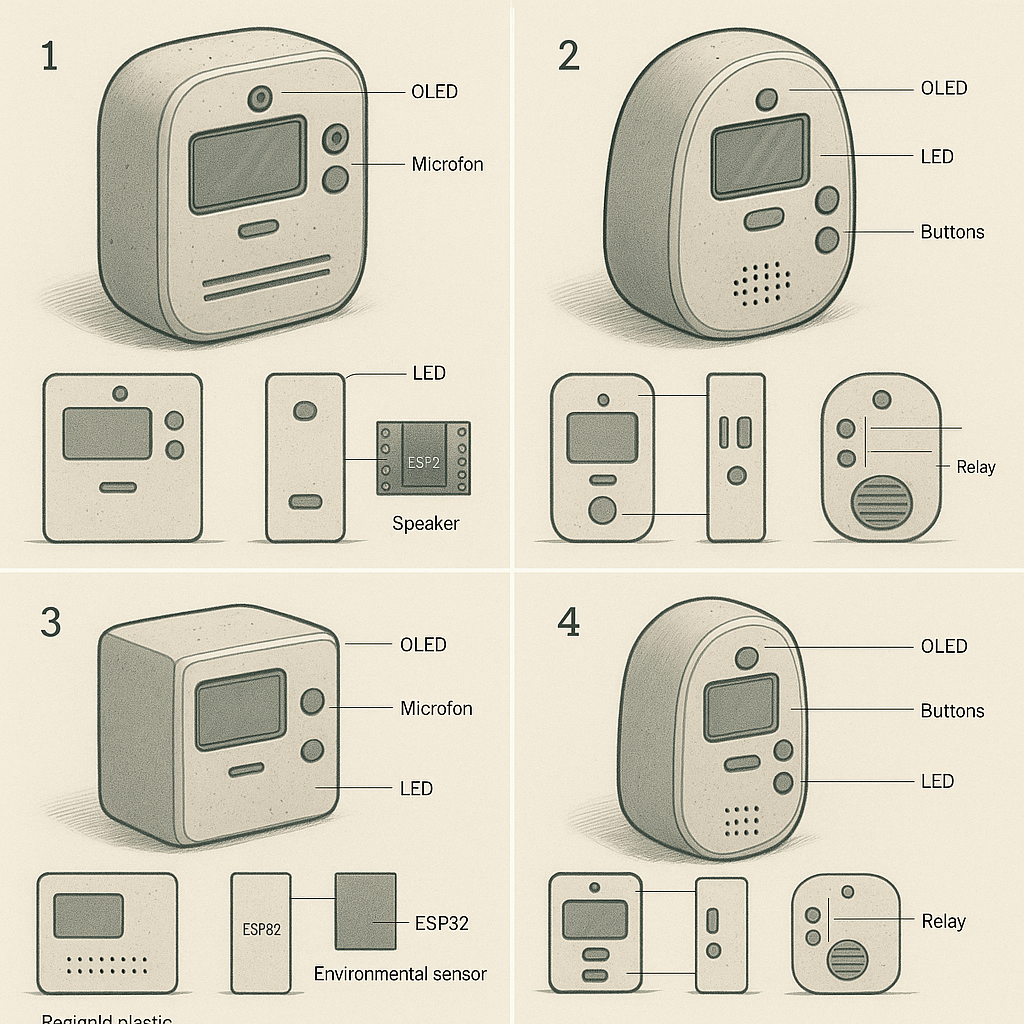 1
OLED
Microfon
LED
ESP2
Speaker
2
OLED
LED
Buttons
Relay
3
OLED
Microfon
LED
ESP82
ESP32
Environmental sensor
Regignld plastic
4
OLED
Buttons
LED
Relay